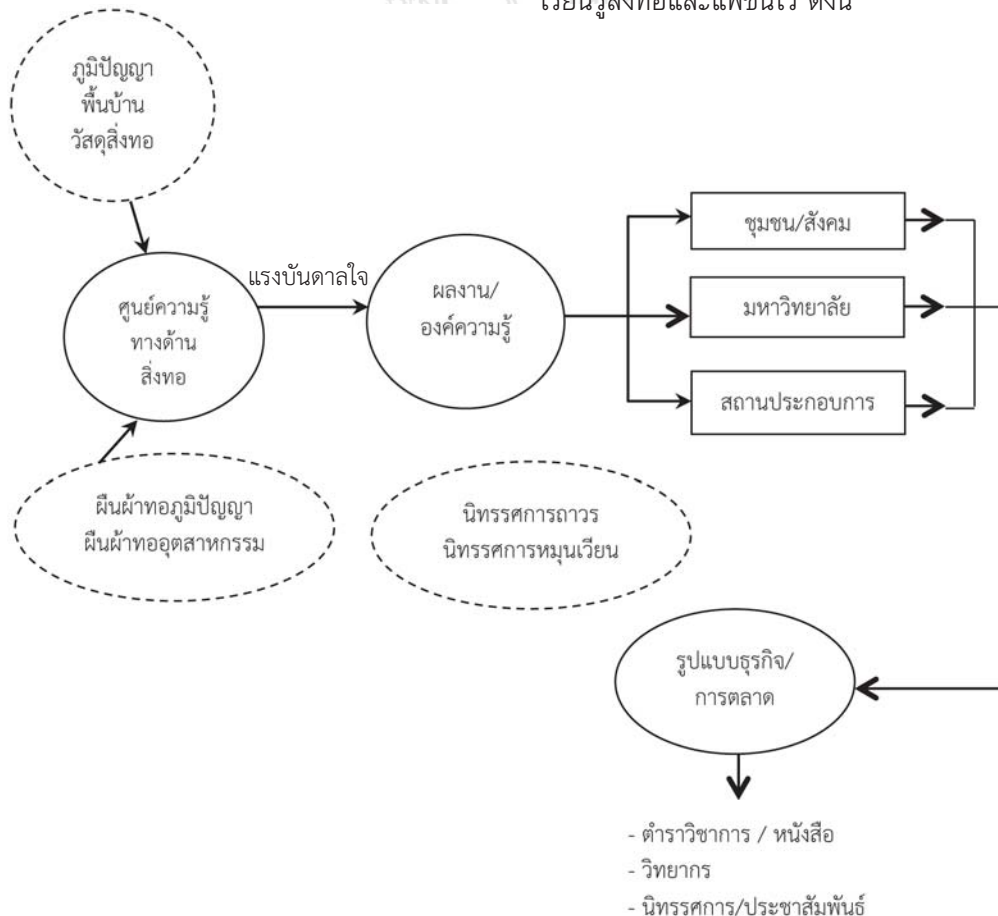 เรียนรู้สิ่งทอและแฟชั่นไว้ ดังนี้
ภูมิปัญญา
พื้นบ้าน
วัสดุสิ่งทอ
ศูนย์ความรู้
ทางด้าน
สิ่งทอ
แรงบันดาลใจ
ผลงาน/
องค์ความรู้
ชุมชน/สังคม
มหาวิทยาลัย
สถานประกอบการ
ผืนผ้าทอภูมิปัญญา
ผืนผ้าทออุตสาหกรรม
นิทรรศการถาวร
นิทรรศการหมุนเวียน
รูปแบบธุรกิจ/
การตลาด
- ตำราวิชาการ / หนังสือ
- วิทยากร
- นิทรรศการ/ประชาสัมพันธ์